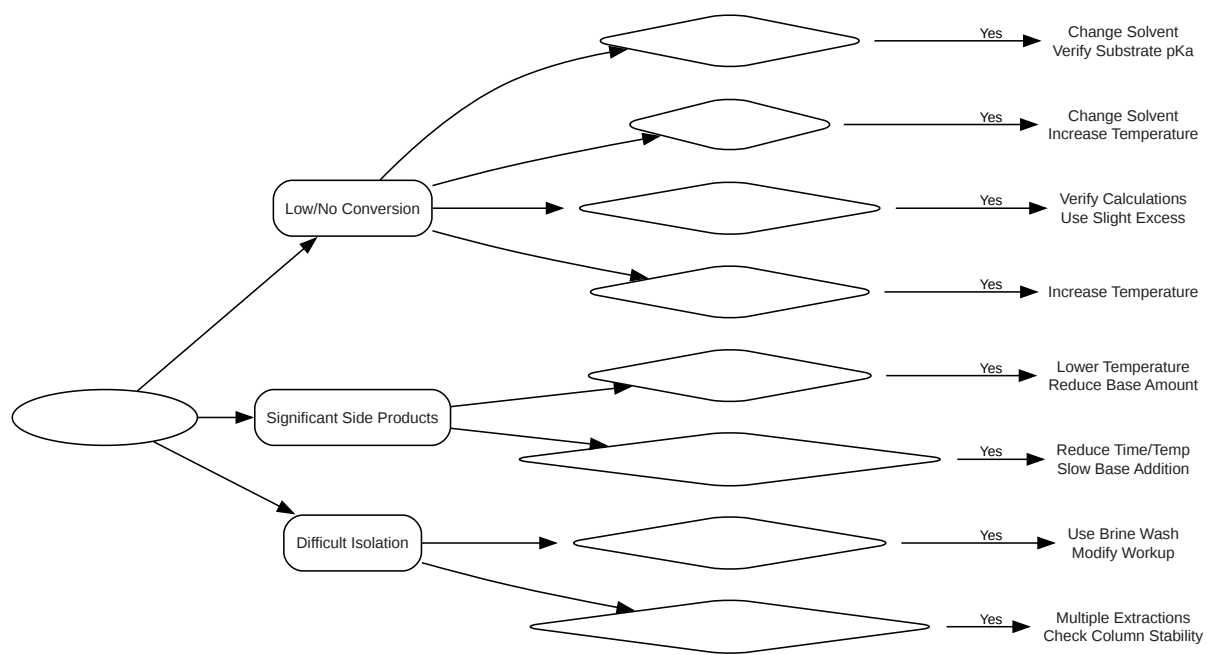 Yes
Change Solvent
Verify Substrate pKa
Yes
Change Solvent
Increase Temperature
Low/No Conversion
Yes
Verify Calculations
Use Slight Excess
Yes
Increase Temperature
Yes
Lower Temperature
Reduce Base Amount
Significant Side Products
Yes
Reduce Time/Temp
Slow Base Addition
Difficult Isolation
Yes
Use Brine Wash
Modify Workup
Yes
Multiple Extractions
Check Column Stability